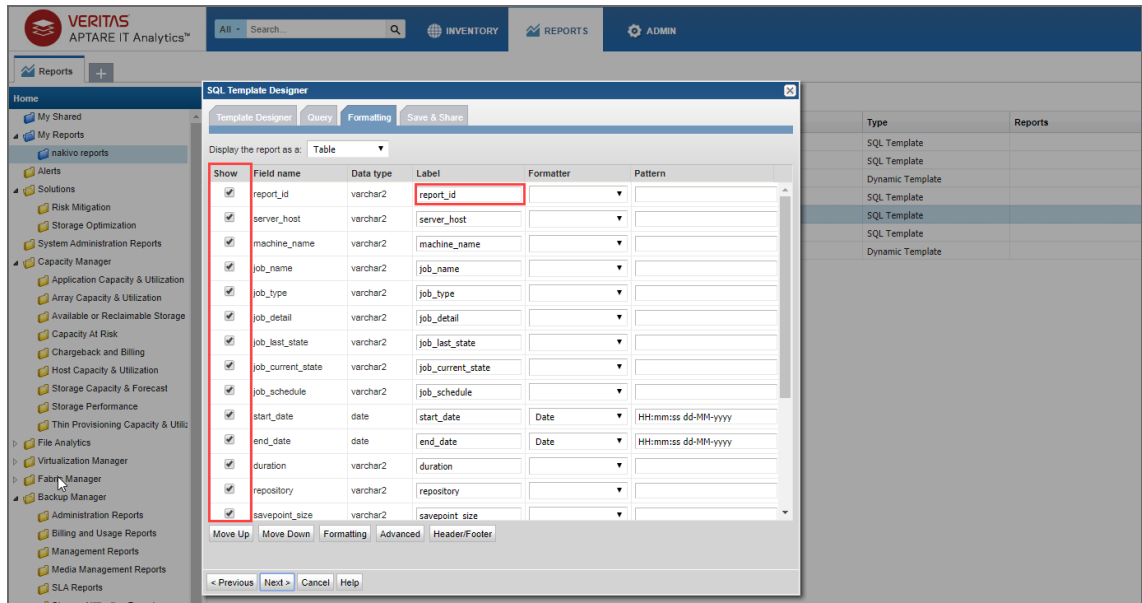 VERITAS
APTARE IT Analytics™
All Search... INVENTORY REPORTS ADMIN
Reports +
Home
My Shared
My Reports
nakivo reports
Alerts
Solutions
Risk Mitigation
Storage Optimization
System Administration Reports
Capacity Manager
Application Capacity & Utilization
Array Capacity & Utilization
Available or Reclaimable Storage
Capacity At Risk
Chargeback and Billing
Host Capacity & Utilization
Storage Capacity & Forecast
Storage Performance
Thin Provisioning Capacity & Utiliz
File Analytics
Virtualization Manager
Fabric Manager
Backup Manager
Administration Reports
Billing and Usage Reports
Management Reports
Media Management Reports
SLA Reports
SQL Template Designer
Template Designer Query Formatting Save & Share
Display the report as a: Table
Show Field name Data type Label Formatter Pattern
report_id varchar2 report_id
server_host varchar2 server_host
machine_name varchar2 machine_name
job_name varchar2 job_name
job_type varchar2 job_type
job_detail varchar2 job_detail
job_last_state varchar2 job_last_state
job_current_state varchar2 job_current_state
job_schedule varchar2 job_schedule
start_date date start_date Date HH:mm:ss dd-MM-yyyy
end_date date end_date Date HH:mm:ss dd-MM-yyyy
duration varchar2 duration
repository varchar2 repository
savepoint_size varchar2 savepoint_size
Move Up Move Down Formatting Advanced Header/Footer
< Previous Next > Cancel Help
Type Reports
SQL Template
SQL Template
Dynamic Template
SQL Template
SQL Template
SQL Template
Dynamic Template